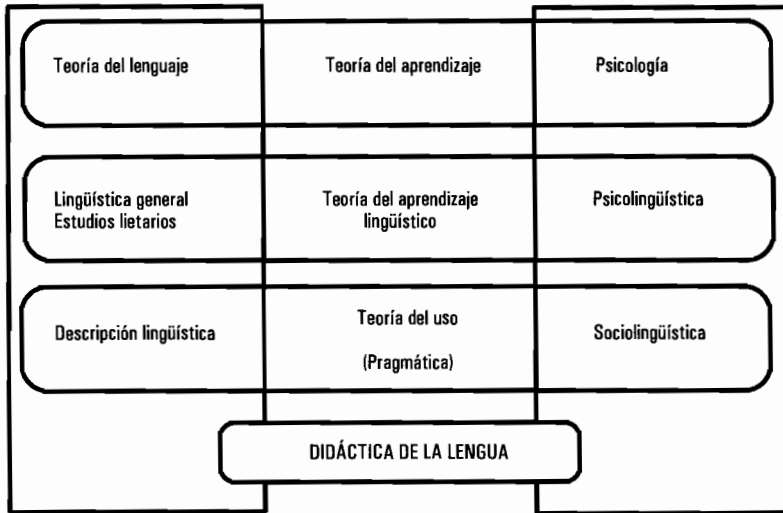 Teoría del lenguaje
Teoría del aprendizaje
Psicología
Lingüística general
Estudios lietarios
Teoría del aprendizaje
lingüístico
Psicolingüística
Descripción lingüística
Teoría del uso
(Pragmática)
Sociolingüística
DIDÁCTICA DE LA LENGUA